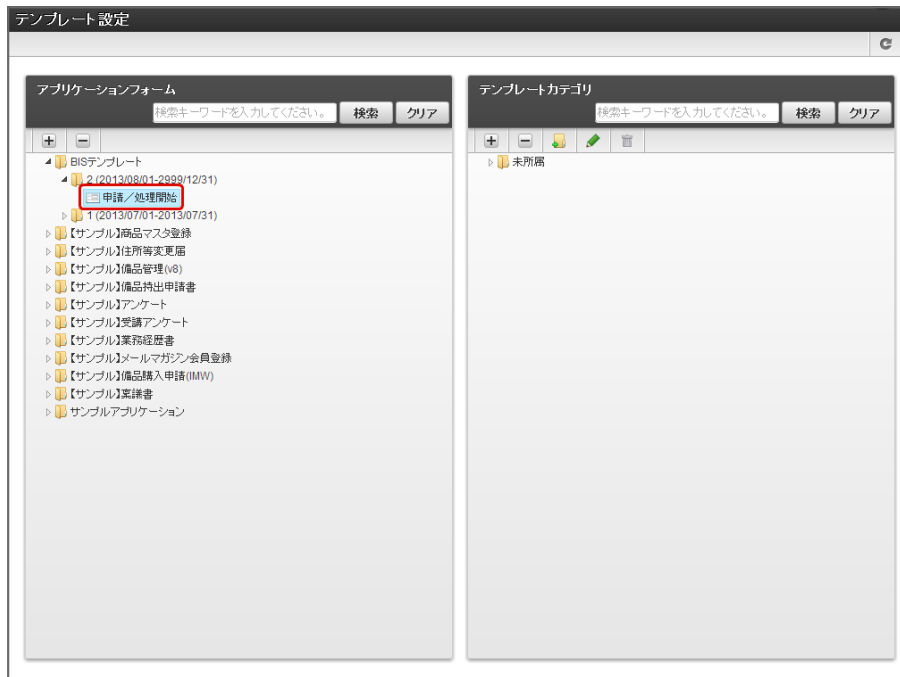 テンプレート設定
アプリケーションフォーム
検索キーワードを入力してください。 検索 クリア
BISテンプレート
2 (2013/08/01-2999/12/31)
申請／処理開始
1 (2013/07/01-2013/07/31)
【サンプル】商品マスタ登録
【サンプル】住所等変更届
【サンプル】備品管理(v8)
【サンプル】備品持出申請書
【サンプル】アンケート
【サンプル】受講アンケート
【サンプル】業務経歴書
【サンプル】メールマガジン会員登録
【サンプル】備品購入申請(IMW)
【サンプル】稟議書
サンプルアプリケーション
テンプレートカテゴリ
検索キーワードを入力してください。 検索 クリア
未所属